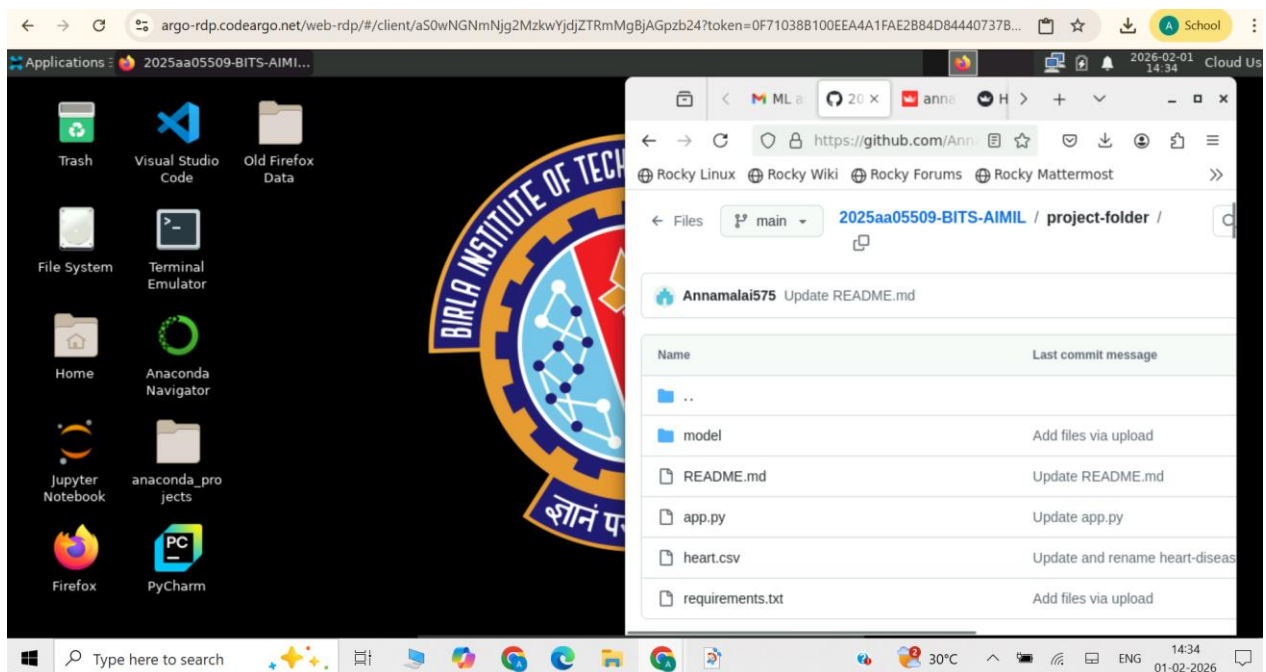 argo-rdp.codeargo.net/web-rdp/#/client/aS0wNGNmNjg2MzkwYjdjZTRmMgBjAGpzb24?token=0F71038B100EEA4A1FAE2B84D84440737B...
A School
Applications
2025aa05509-BITS-AIMI...
2026-02-01
14:34
Cloud Us
Trash
Visual Studio
Code
Old Firefox
Data
File System
Terminal
Emulator
Home
Anaconda
Navigator
Jupyter
Notebook
anaconda_pro
jects
Firefox
PC
PyCharm
BIRLA INSTITUTE OF TECH
ज्ञानं
ML a
20
anna
H
https://github.com/Ann
Rocky Linux
Rocky Wiki
Rocky Forums
Rocky Mattermost
Files
main
2025aa05509-BITS-AIMIL / project-folder /
Annamalai575 Update README.md
Name Last commit message
..
model Add files via upload
README.md Update README.md
app.py Update app.py
heart.csv Update and rename heart-diseas
requirements.txt Add files via upload
Type here to search
2
30°C
ENG
14:34
01-02-2026